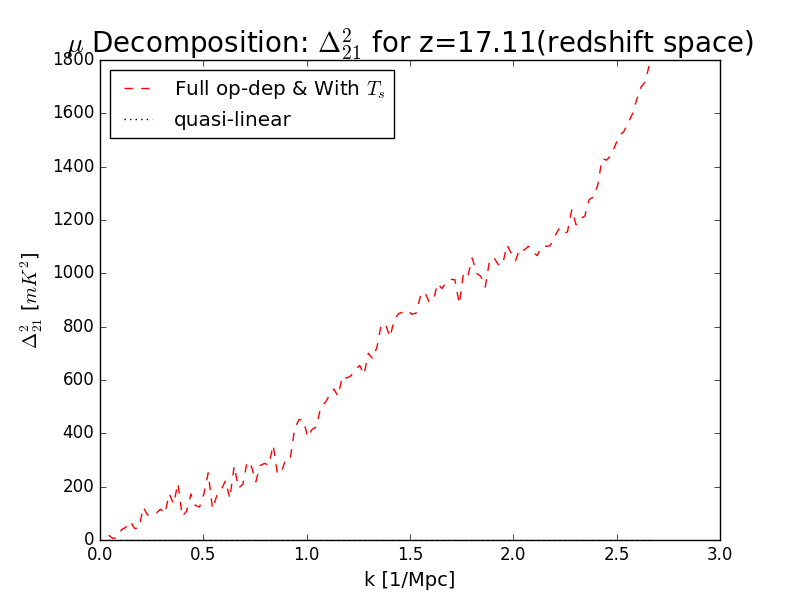 μ Decomposition: Δ²₂₁ for z=17.11(redshift space)
Full op-dep & With Tₛ
quasi-linear
Δ²₂₁ [mK⁻²]
1800
1600
1400
1200
1000
800
600
400
200
0
0.0 0.5 1.0 1.5 2.0 2.5 3.0
k [1/Mpc]